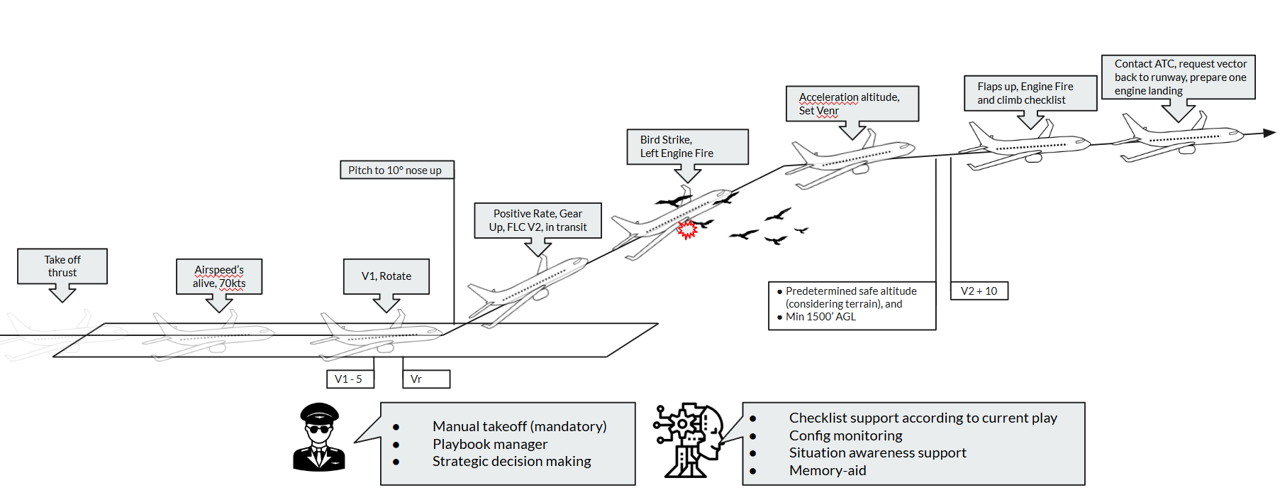 Take off
thrust
Airspeed's
alive, 70kts
V1, Rotate
V1 - 5
Vr
Pitch to 10° nose up
Positive Rate, Gear
Up, FLC V2, in transit
Bird Strike,
Left Engine Fire
Acceleration altitude,
Set Venr
● Predetermined safe altitude
(considering terrain), and
● Min 1500' AGL
V2 + 10
Flaps up, Engine Fire
and climb checklist
Contact ATC, request vector
back to runway, prepare one
engine landing
● Manual takeoff (mandatory)
● Playbook manager
● Strategic decision making
● Checklist support according to current play
● Config monitoring
● Situation awareness support
● Memory-aid